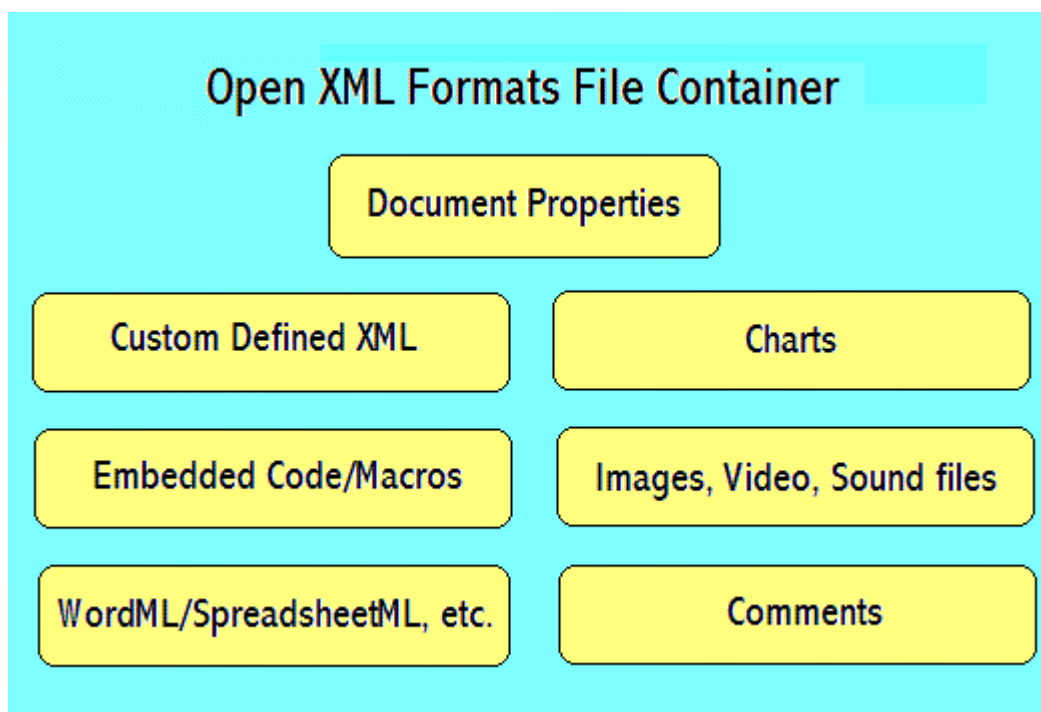 Open XML Formats File Container
Document Properties
Custom Defined XML
Charts
Embedded Code/Macros
Images, Video, Sound files
WordML/SpreadsheetML, etc.
Comments